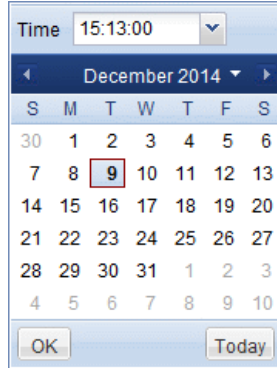 Time 15:13:00
December 2014
S M T W T F S
30 1 2 3 4 5 6
7 8 9 10 11 12 13
14 15 16 17 18 19 20
21 22 23 24 25 26 27
28 29 30 31 1 2 3
4 5 6 7 8 9 10
OK Today